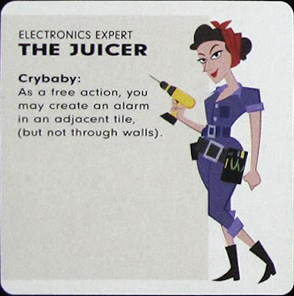 ELECTRONICS EXPERT
THE JUICER
Crybaby:
As a free action, you
may create an alarm
in an adjacent tile,
(but not through walls).